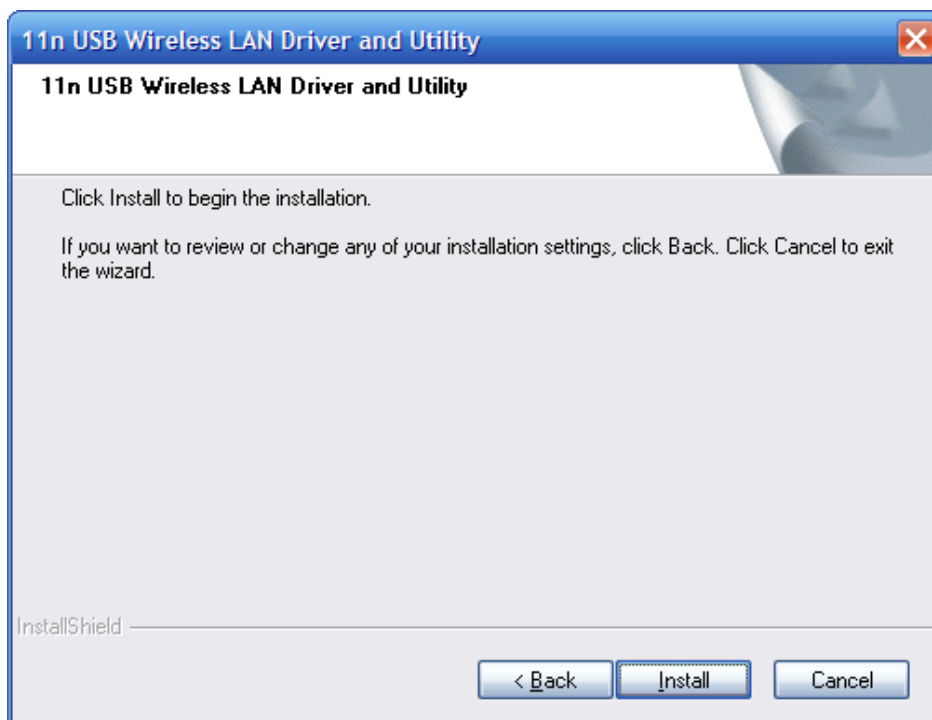 11n USB Wireless LAN Driver and Utility
11n USB Wireless LAN Driver and Utility
Click Install to begin the installation.
If you want to review or change any of your installation settings, click Back. Click Cancel to exit
the wizard.
InstallShield
< Back
Install
Cancel